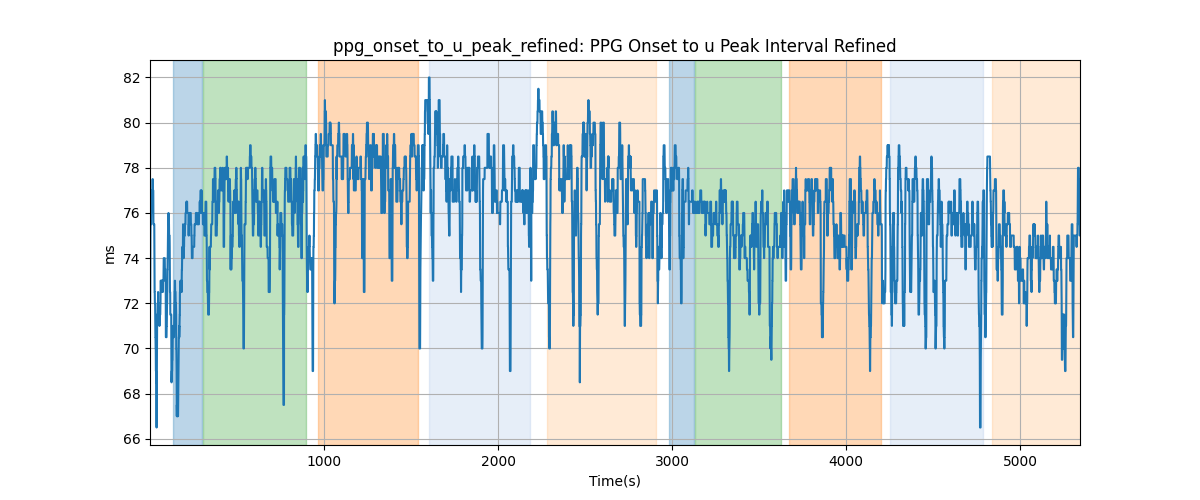 ppg_onset_to_u_peak_refined: PPG Onset to u Peak Interval Refined
82
80
78
76
74
72
70
68
66
ms
1000 2000 3000 4000 5000
Time(s)